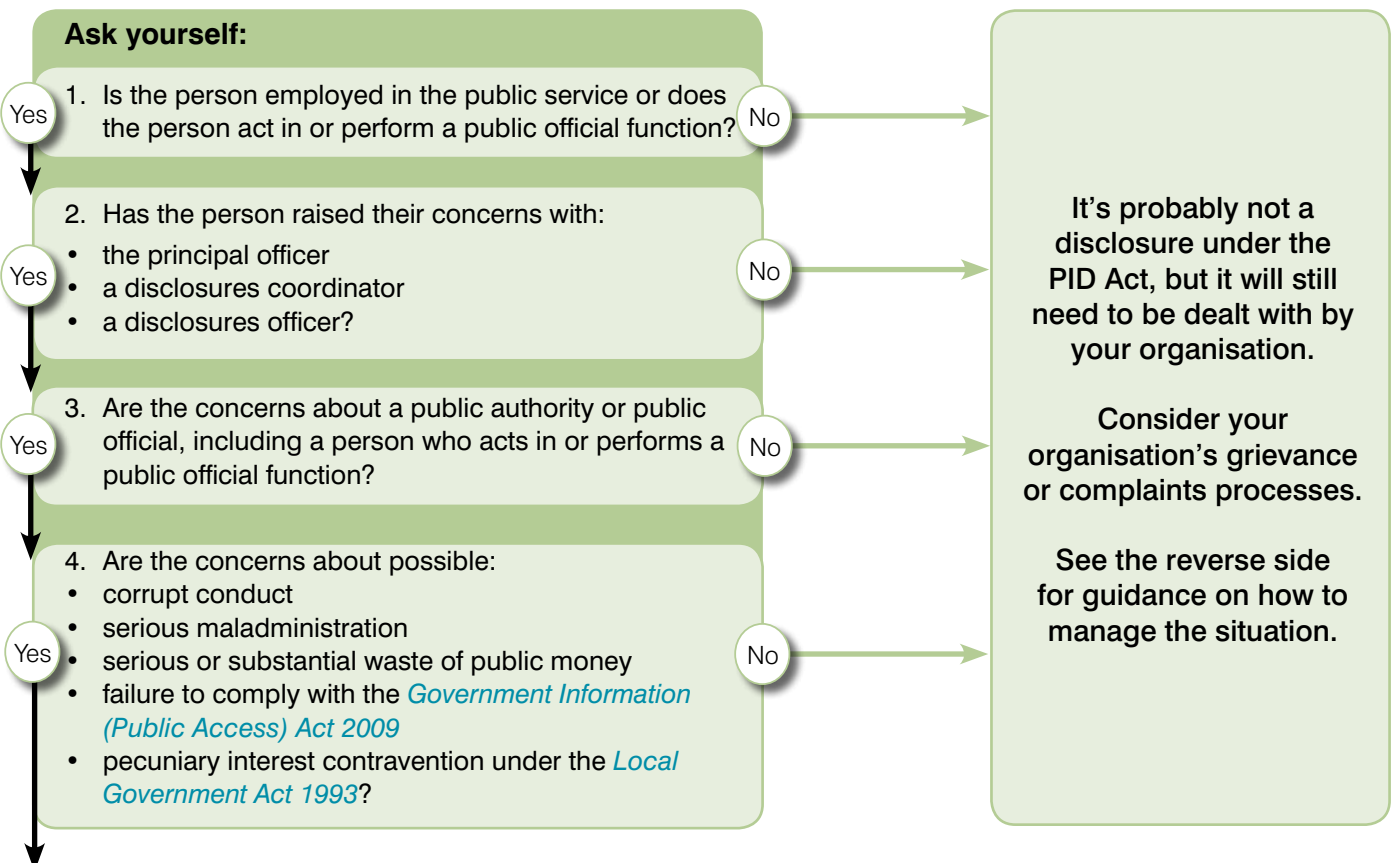 Ask yourself:
Yes
1. Is the person employed in the public service or does
the person act in or perform a public official function?
No
Yes
2. Has the person raised their concerns with:
• the principal officer
• a disclosures coordinator
• a disclosures officer?
No
Yes
3. Are the concerns about a public authority or public
official, including a person who acts in or performs a
public official function?
No
Yes
4. Are the concerns about possible:
• corrupt conduct
• serious maladministration
• serious or substantial waste of public money
• failure to comply with the Government Information
(Public Access) Act 2009
• pecuniary interest contravention under the Local
Government Act 1993?
No
It's probably not a
disclosure under the
PID Act, but it will still
need to be dealt with by
your organisation.
Consider your
organisation's grievance
or complaints processes.
See the reverse side
for guidance on how to
manage the situation.